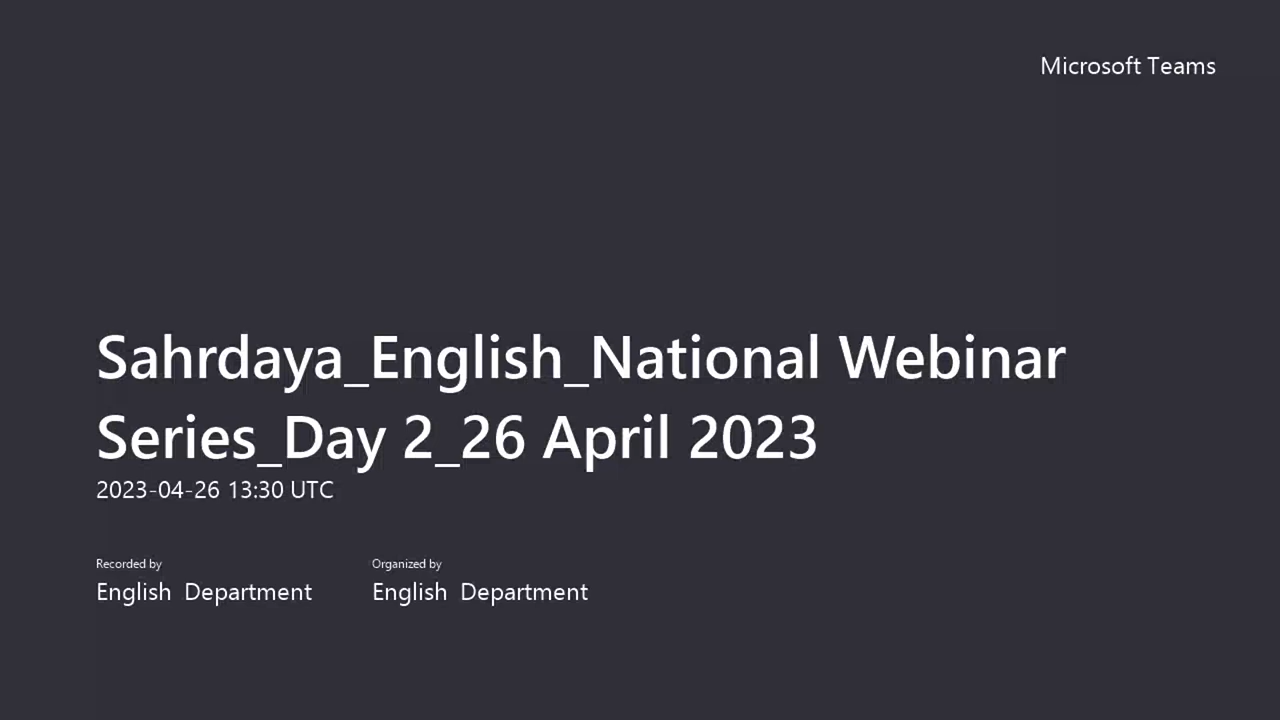 Microsoft Teams
Sahrdaya_English_National Webinar
Series_Day 2_26 April 2023
2023-04-26 13:30 UTC
Recorded by
English Department
Organized by
English Department